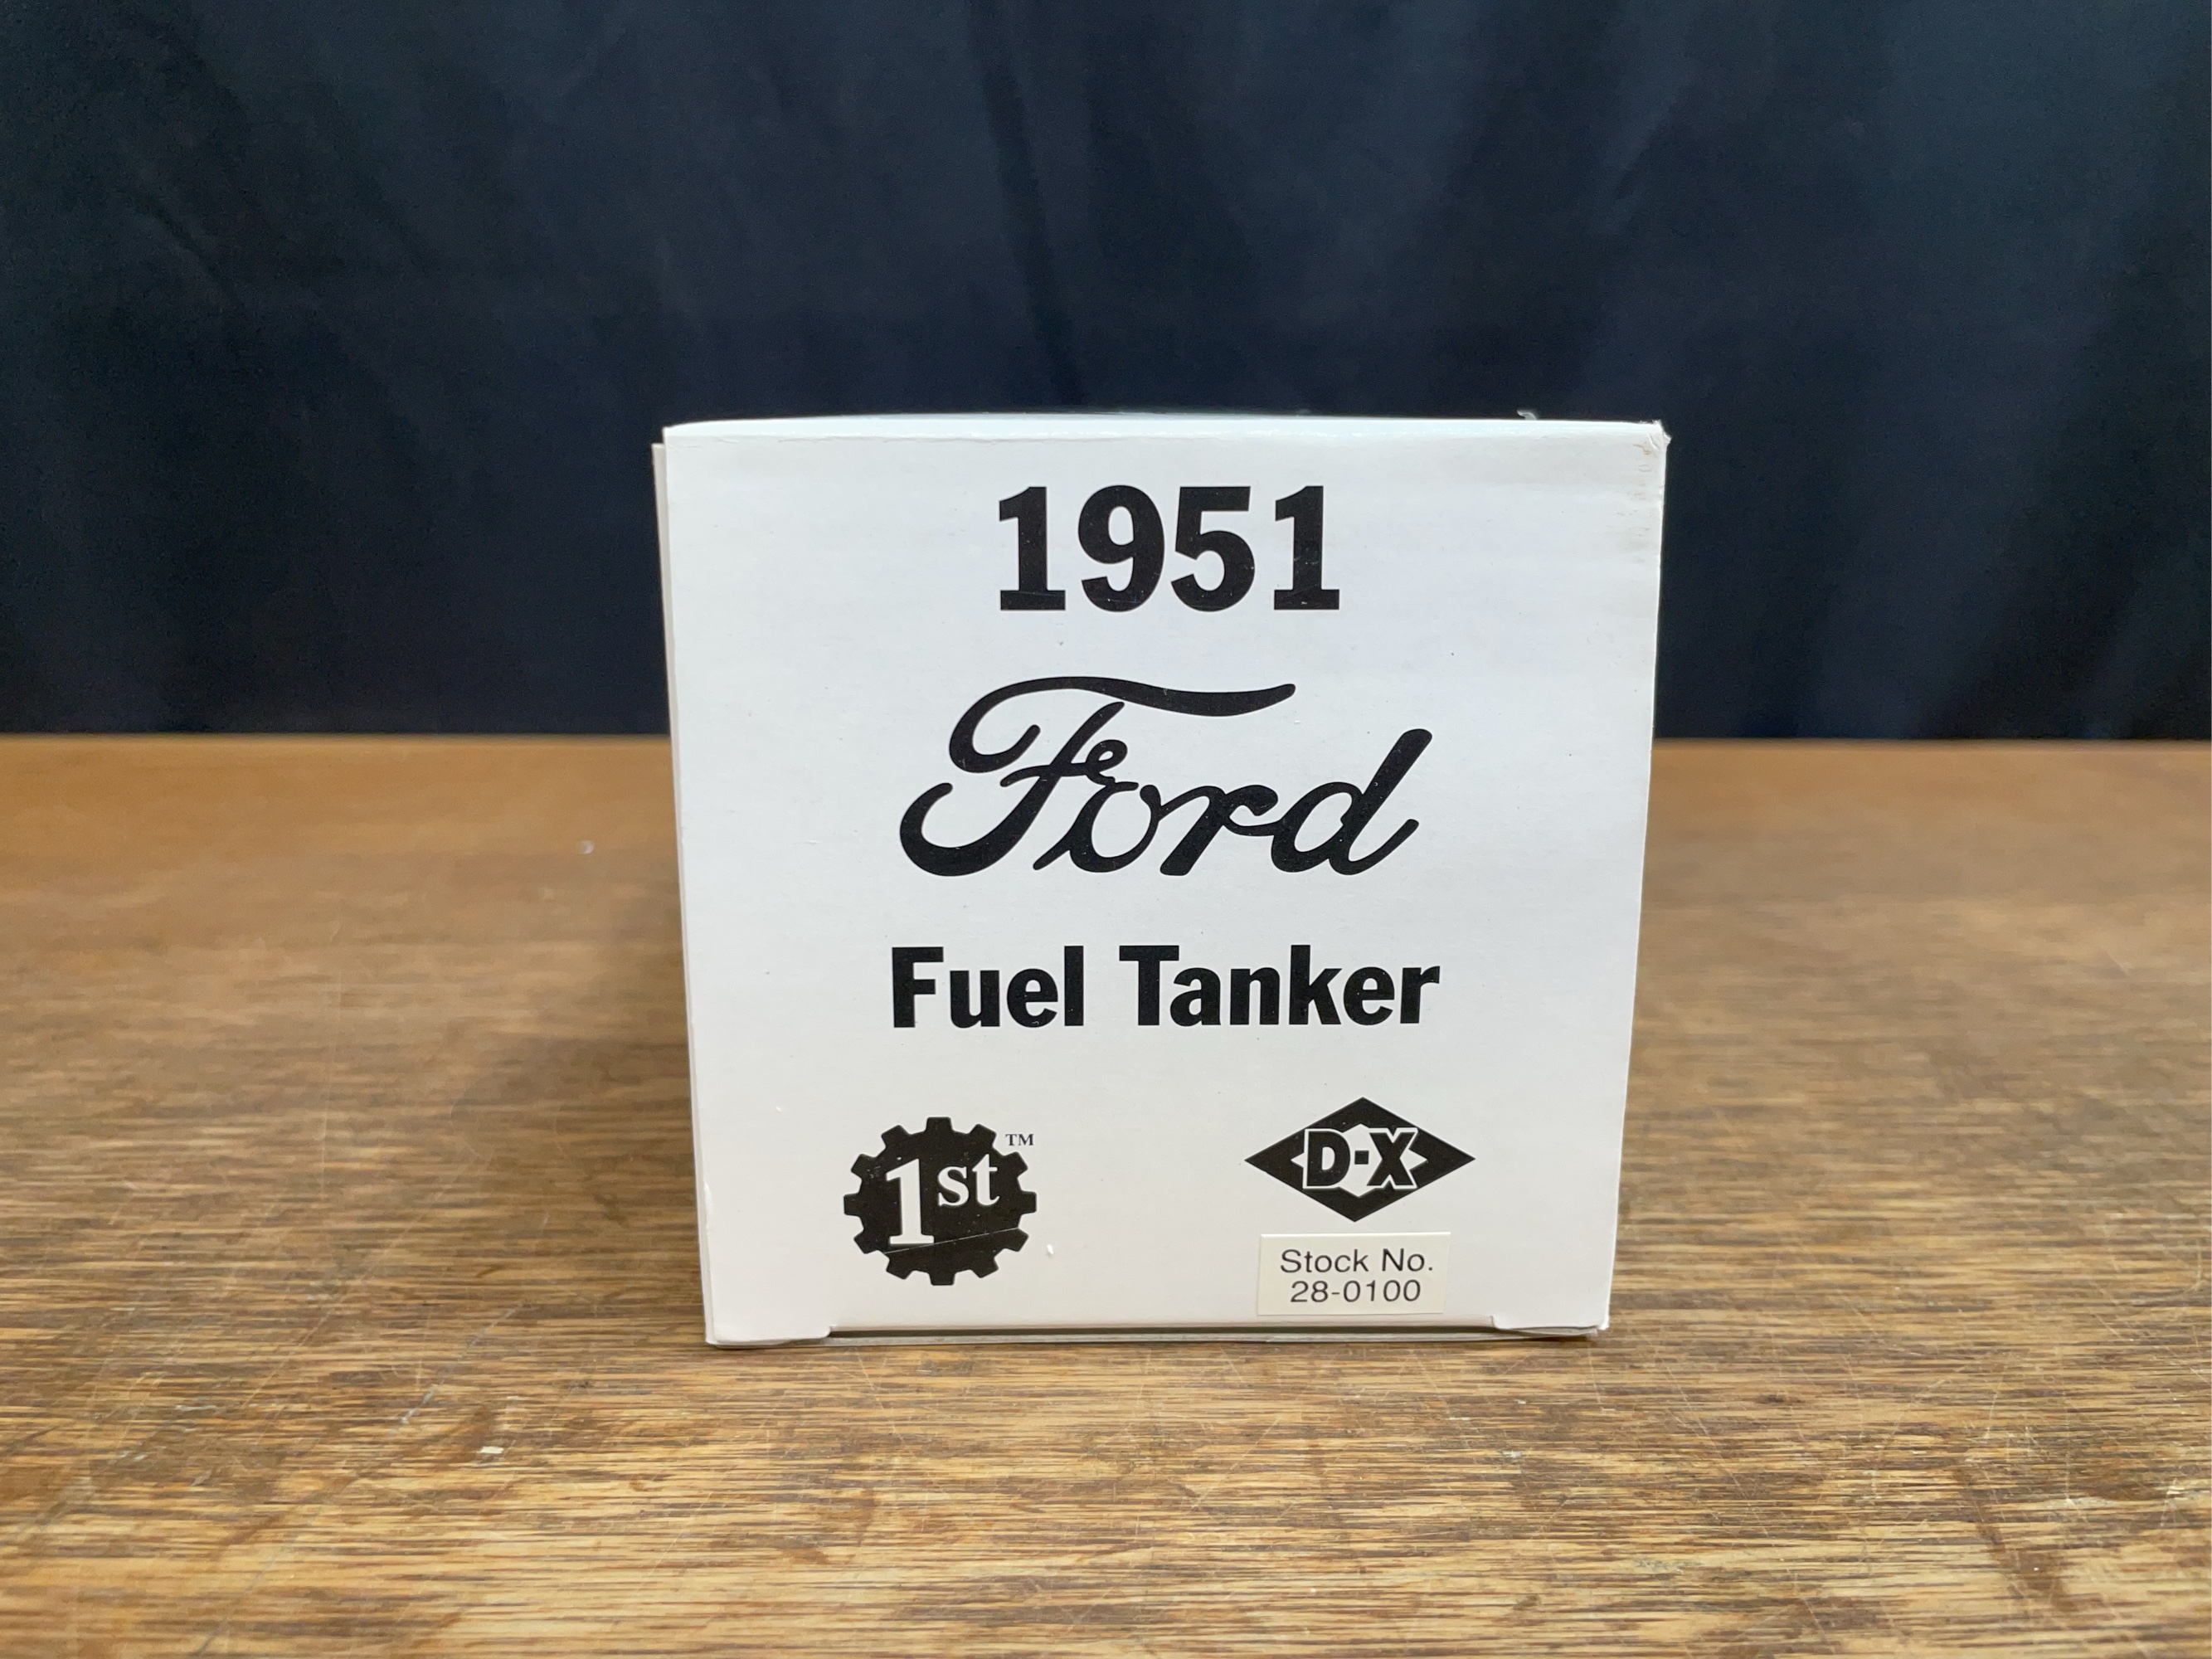 1951
Ford
Fuel Tanker
1st™
D-X
Stock No.
28-0100